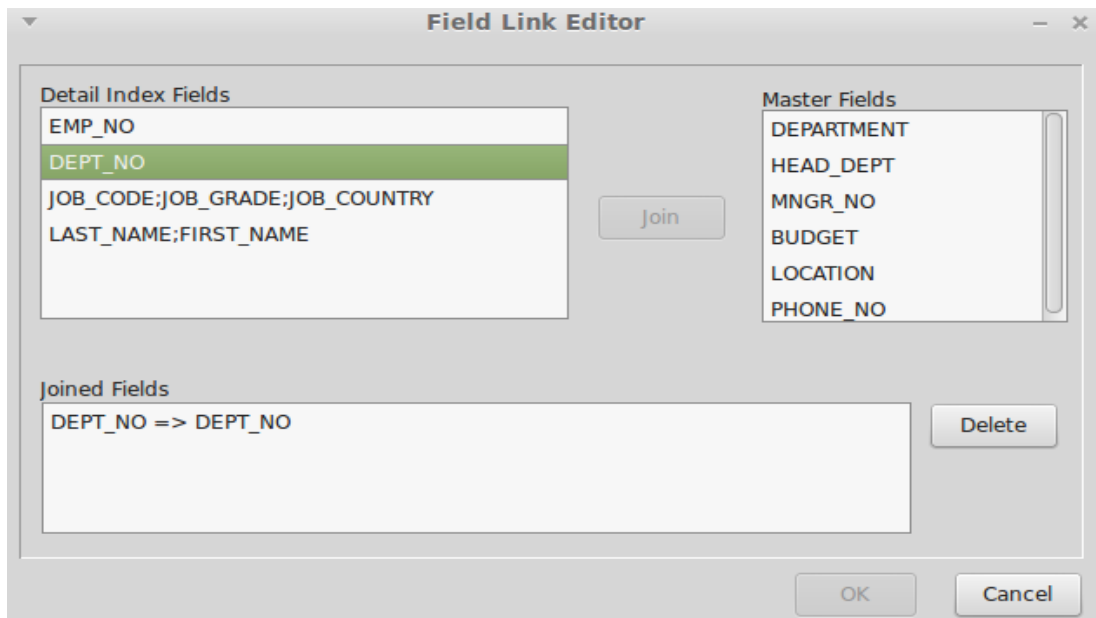 Field Link Editor
Detail Index Fields
EMP_NO
DEPT_NO
JOB_CODE;JOB_GRADE;JOB_COUNTRY
LAST_NAME;FIRST_NAME
Join
Master Fields
DEPARTMENT
HEAD_DEPT
MNGR_NO
BUDGET
LOCATION
PHONE_NO
Joined Fields
DEPT_NO => DEPT_NO
Delete
OK
Cancel